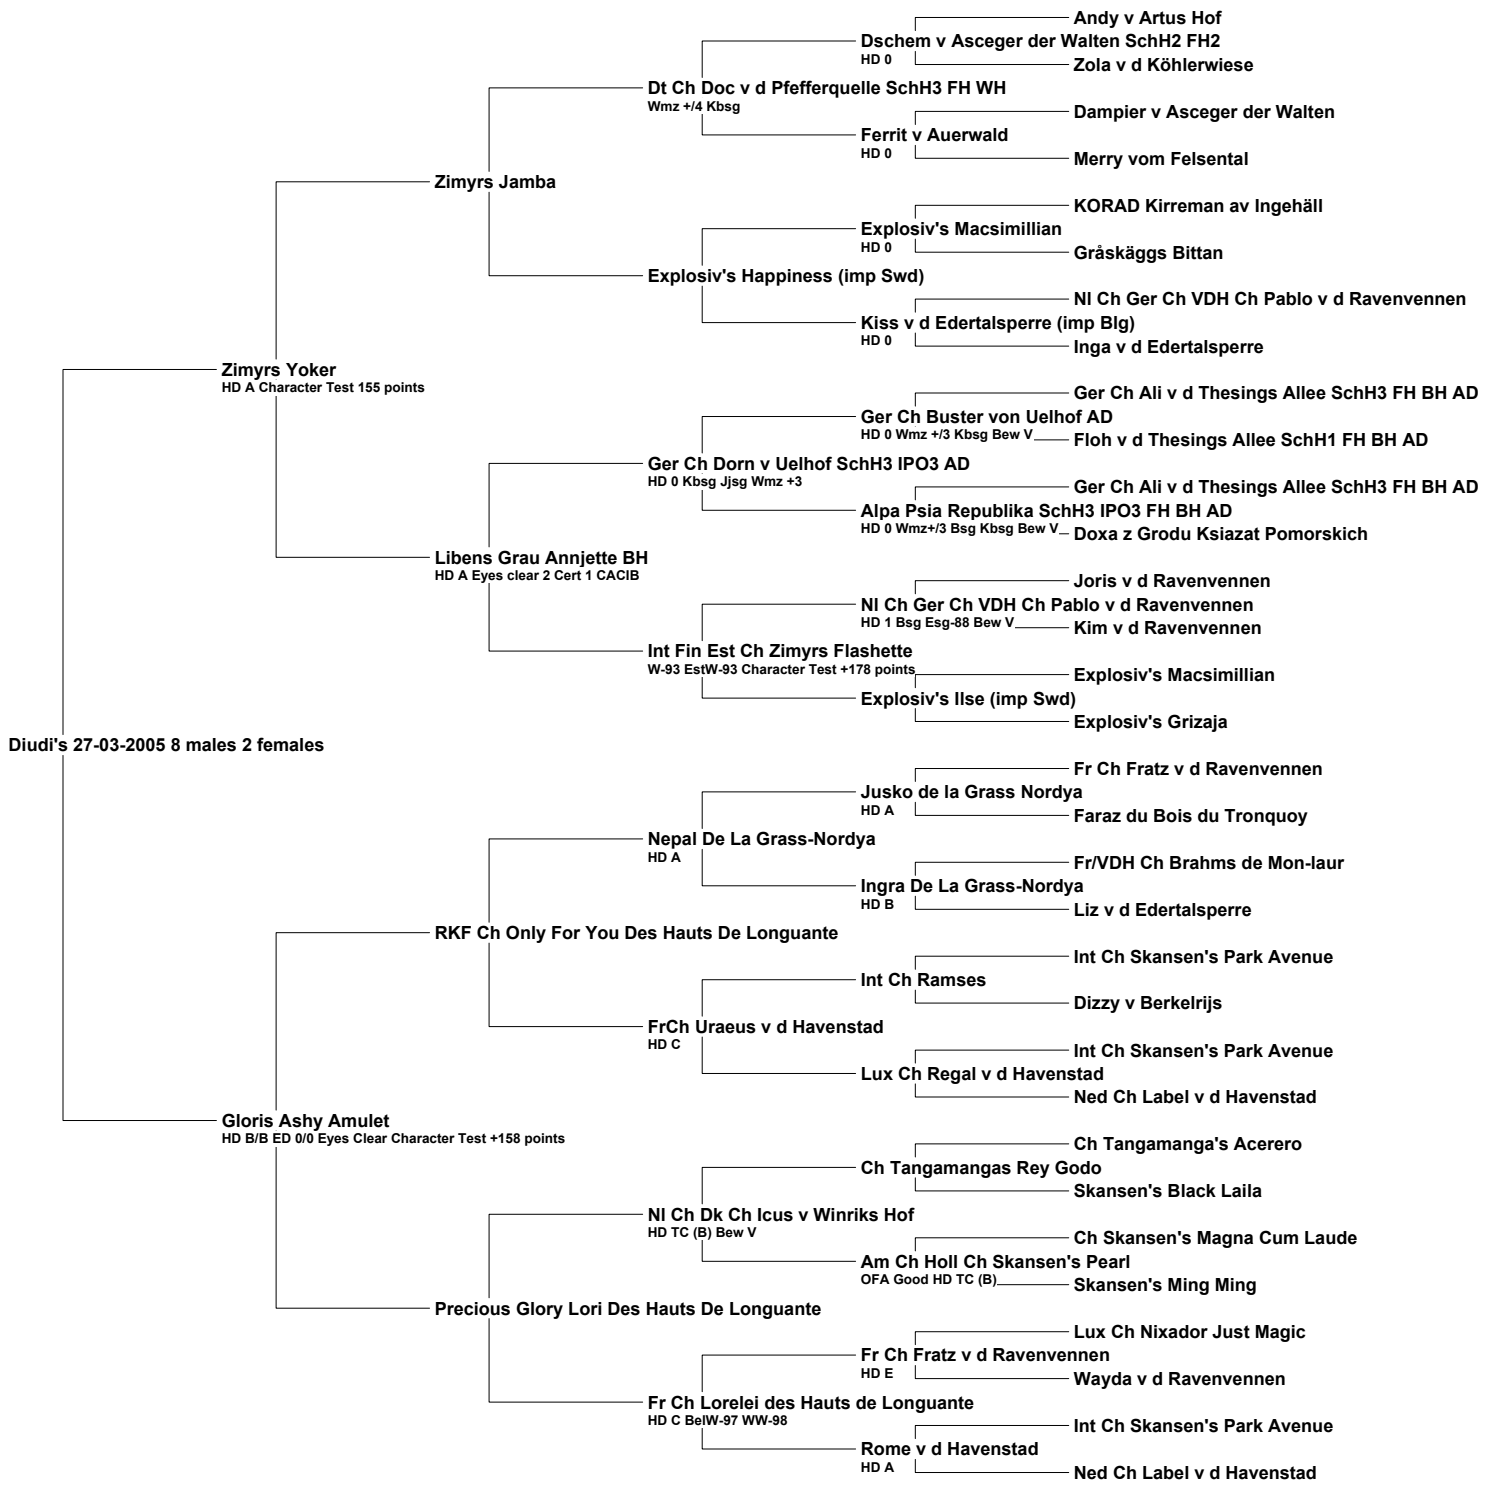 Andy v Artus Hof
Dschem v Asceger der Walten SchH2 FH2
HD 0
Zola v d Köhlerwiese
Dt Ch Doc v d Pfefferquelle SchH3 FH WH
Wmz +/4 Kbsg
Dampier v Asceger der Walten
Ferrit v Auerwald
HD 0
Merry vom Felsental
Zimyrs Jamba
KORAD Kirreman av Ingehäll
Explosiv's Macsimillian
HD 0
Gråskäggs Bittan
Explosiv's Happiness (imp Swd)
Nl Ch Ger Ch VDH Ch Pablo v d Ravenvennen
Kiss v d Edertalsperre (imp Blg)
HD 0
Inga v d Edertalsperre
Zimyrs Yoker
HD A Character Test 155 points
Ger Ch Ali v d Thesings Allee SchH3 FH BH AD
Ger Ch Buster von Uelhof AD
HD 0 Wmz +/3 Kbsg Bew V
Floh v d Thesings Allee SchH1 FH BH AD
Ger Ch Dorn v Uelhof SchH3 IPO3 AD
HD 0 Kbsg Jjsg Wmz +3
Ger Ch Ali v d Thesings Allee SchH3 FH BH AD
Alpa Psia Republika SchH3 IPO3 FH BH AD
HD 0 Wmz+/3 Bsg Kbsg Bew V
Doxa z Grodu Ksiazat Pomorskich
Libens Grau Annjette BH
HD A Eyes clear 2 Cert 1 CACIB
Joris v d Ravenvennen
Nl Ch Ger Ch VDH Ch Pablo v d Ravenvennen
HD 1 Bsg Esg-88 Bew V
Kim v d Ravenvennen
Int Fin Est Ch Zimyrs Flashette
W-93 EstW-93 Character Test +178 points
Explosiv's Macsimillian
Explosiv's Ilse (imp Swd)
Explosiv's Grizaja
Diudi's 27-03-2005 8 males 2 females
Fr Ch Fratz v d Ravenvennen
Jusko de la Grass Nordya
HD A
Faraz du Bois du Tronquoy
Nepal De La Grass-Nordya
HD A
Fr/VDH Ch Brahms de Mon-laur
Ingra De La Grass-Nordya
HD B
Liz v d Edertalsperre
RKF Ch Only For You Des Hauts De Longuante
Int Ch Skansen's Park Avenue
Int Ch Ramses
Dizzy v Berkelrijs
FrCh Uraeus v d Havenstad
HD C
Int Ch Skansen's Park Avenue
Lux Ch Regal v d Havenstad
Ned Ch Label v d Havenstad
Gloris Ashy Amulet
HD B/B ED 0/0 Eyes Clear Character Test +158 points
Ch Tangamanga's Acerero
Ch Tangamangas Rey Godo
Skansen's Black Laila
Nl Ch Dk Ch Icus v Winriks Hof
HD TC (B) Bew V
Ch Skansen's Magna Cum Laude
Am Ch Holl Ch Skansen's Pearl
OFA Good HD TC (B)
Skansen's Ming Ming
Precious Glory Lori Des Hauts De Longuante
Lux Ch Nixador Just Magic
Fr Ch Fratz v d Ravenvennen
HD E
Wayda v d Ravenvennen
Fr Ch Lorelei des Hauts de Longuante
HD C BelW-97 WW-98
Int Ch Skansen's Park Avenue
Rome v d Havenstad
HD A
Ned Ch Label v d Havenstad